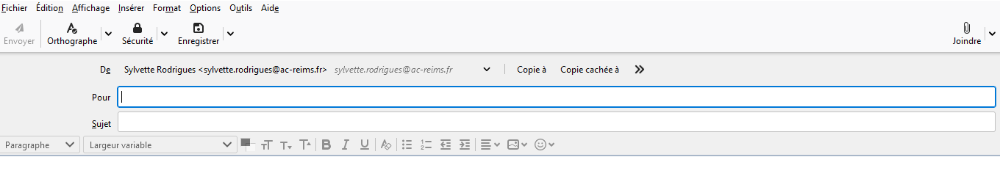 Fichier Édition Affichage Insérer Format Options Outils Aide
Envoyer Orthographe Sécurité Enregistrer Joindre
De Sylvette Rodrigues <sylvette.rodrigues@ac-reims.fr> sylvette.rodrigues@ac-reims.fr Copie à Copie cachée à
Pour
Sujet
Paragraphe Largeur variable